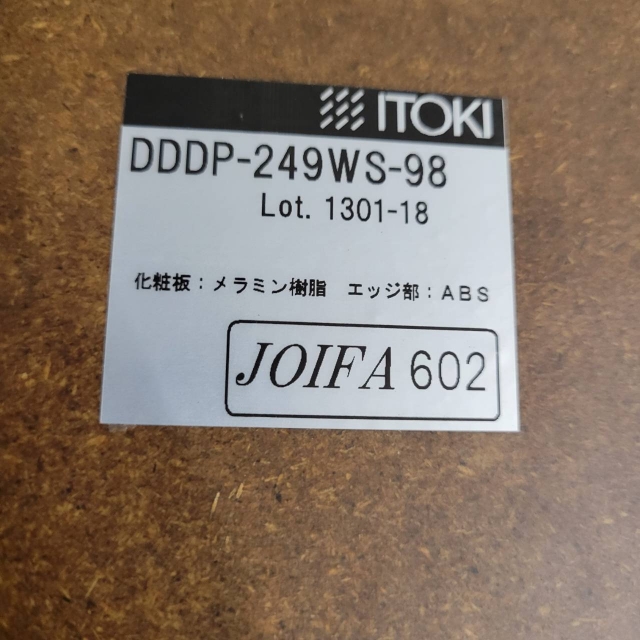 ITOKI
DDDP-249WS-98
Lot. 1301-18
化粧板：メラミン樹脂　エッジ部：ABS
JOIFA 602